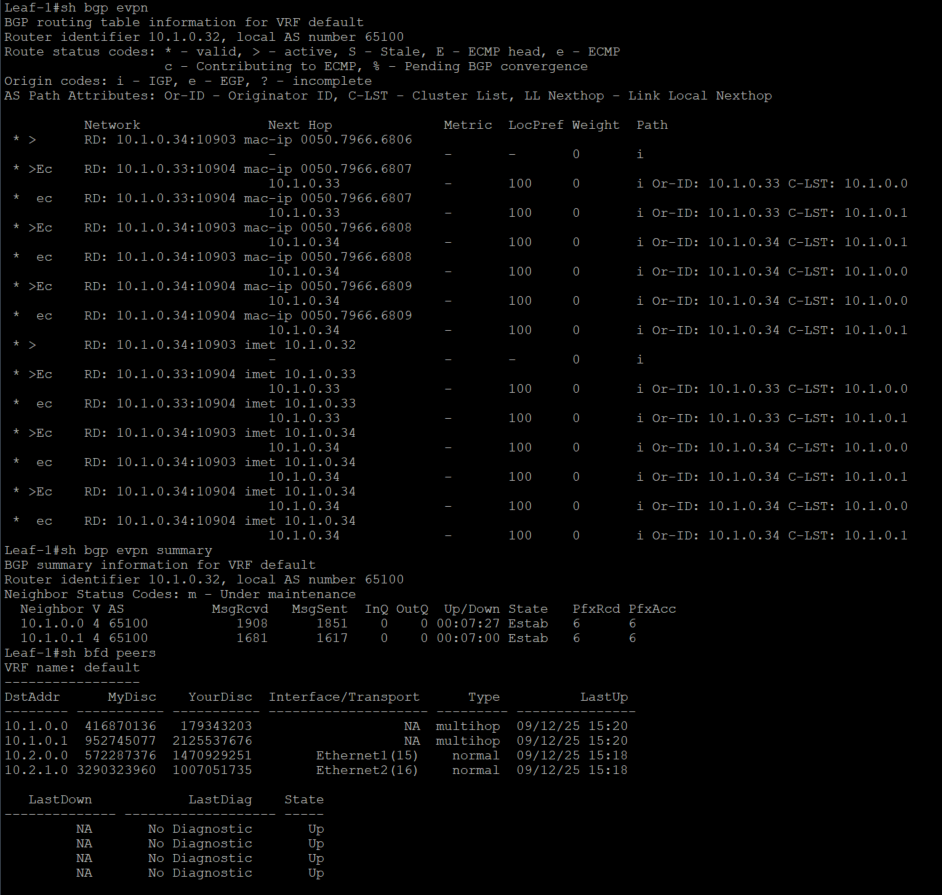 Leaf-1#sh bgp evpn
BGP routing table information for VRF default
Router identifier 10.1.0.32, local AS number 65100
Route status codes: * - valid, > - active, S - Stale, E - ECMP head, e - ECMP
                    c - Contributing to ECMP, % - Pending BGP convergence
Origin codes: i - IGP, e - EGP, ? - incomplete
AS Path Attributes: Or-ID - Originator ID, C-LST - Cluster List, LL Nexthop - Link Local Nexthop

          Network                Next Hop              Metric  LocPref Weight  Path
 * >      RD: 10.1.0.34:10903 mac-ip 0050.7966.6806
                                 -                     -       -       0       i
 * >Ec    RD: 10.1.0.33:10903 mac-ip 0050.7966.6807
                                 10.1.0.33             -       100     0       i Or-ID: 10.1.0.33 C-LST: 10.1.0.0
 *  ec    RD: 10.1.0.33:10903 mac-ip 0050.7966.6807
                                 10.1.0.33             -       100     0       i Or-ID: 10.1.0.33 C-LST: 10.1.0.1
 * >Ec    RD: 10.1.0.34:10903 mac-ip 0050.7966.6808
                                 10.1.0.34             -       100     0       i Or-ID: 10.1.0.34 C-LST: 10.1.0.1
 *  ec    RD: 10.1.0.34:10903 mac-ip 0050.7966.6808
                                 10.1.0.34             -       100     0       i Or-ID: 10.1.0.34 C-LST: 10.1.0.0
 * >Ec    RD: 10.1.0.34:10904 mac-ip 0050.7966.6809
                                 10.1.0.34             -       100     0       i Or-ID: 10.1.0.34 C-LST: 10.1.0.0
 *  ec    RD: 10.1.0.34:10904 mac-ip 0050.7966.6809
                                 10.1.0.34             -       100     0       i Or-ID: 10.1.0.34 C-LST: 10.1.0.1
 * >      RD: 10.1.0.34:10903 imet 10.1.0.32
                                 -                     -       -       0       i
 * >Ec    RD: 10.1.0.33:10904 imet 10.1.0.33
                                 10.1.0.33             -       100     0       i Or-ID: 10.1.0.33 C-LST: 10.1.0.0
 *  ec    RD: 10.1.0.33:10904 imet 10.1.0.33
                                 10.1.0.33             -       100     0       i Or-ID: 10.1.0.33 C-LST: 10.1.0.1
 * >Ec    RD: 10.1.0.34:10903 imet 10.1.0.34
                                 10.1.0.34             -       100     0       i Or-ID: 10.1.0.34 C-LST: 10.1.0.0
 *  ec    RD: 10.1.0.34:10903 imet 10.1.0.34
                                 10.1.0.34             -       100     0       i Or-ID: 10.1.0.34 C-LST: 10.1.0.1
 * >Ec    RD: 10.1.0.34:10904 imet 10.1.0.34
                                 10.1.0.34             -       100     0       i Or-ID: 10.1.0.34 C-LST: 10.1.0.0
 *  ec    RD: 10.1.0.34:10904 imet 10.1.0.34
                                 10.1.0.34             -       100     0       i Or-ID: 10.1.0.34 C-LST: 10.1.0.1
Leaf-1#sh bgp evpn summary
BGP summary information for VRF default
Router identifier 10.1.0.32, local AS number 65100
Neighbor Status Codes: m - Under maintenance
  Neighbor V AS           MsgRcvd   MsgSent  InQ OutQ  Up/Down State   PfxRcd PfxAcc
  10.1.0.0 4 65100           1908      1851    0    0 00:07:27 Estab   6      6
  10.1.0.1 4 65100           1681      1617    0    0 00:07:00 Estab   6      6
Leaf-1#sh bfd peers
VRF name: default
-----------------
DstAddr      MyDisc    YourDisc  Interface/Transport      Type          LastUp
-------- ---------- ----------- -------------------- --------- ---------------
10.1.0.0  416870136   179343203                   NA  multihop  09/12/25 15:20
10.1.0.1  952745077  2125537676                   NA  multihop  09/12/25 15:20
10.2.0.0  572287376  1470929251        Ethernet1(15)    normal  09/12/25 15:18
10.2.1.0 3290323960  1007051735        Ethernet2(16)    normal  09/12/25 15:18

   LastDown            LastDiag    State
-------------- ------------------- -----
         NA       No Diagnostic       Up
         NA       No Diagnostic       Up
         NA       No Diagnostic       Up
         NA       No Diagnostic       Up